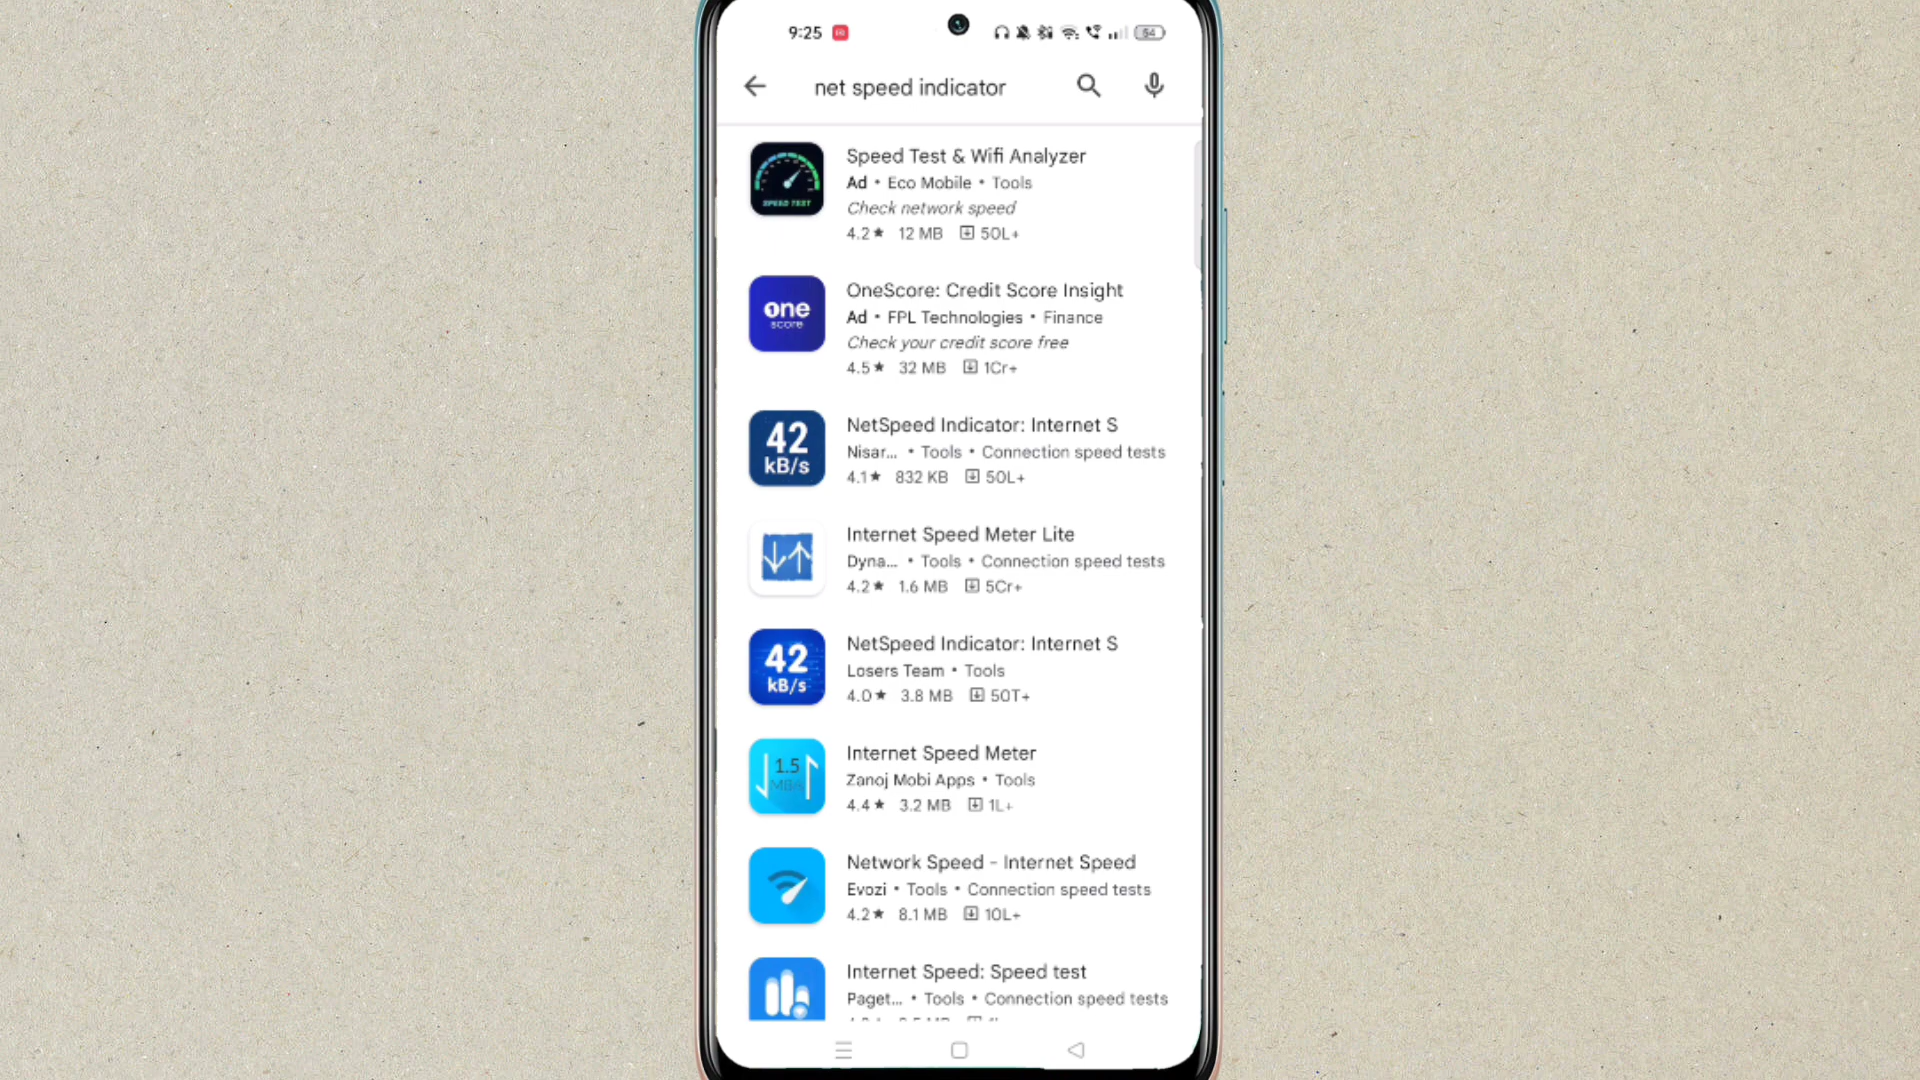 9:25
64
net speed indicator
SPEED TEST
Speed Test & Wifi Analyzer
Ad • Eco Mobile • Tools
Check network speed
4.2★ 12 MB 50L+
one
score
OneScore: Credit Score Insight
Ad • FPL Technologies • Finance
Check your credit score free
4.5★ 32 MB 1Cr+
42
kB/s
NetSpeed Indicator: Internet S
Nisar... • Tools • Connection speed tests
4.1★ 832 KB 50L+
Internet Speed Meter Lite
Dyna... • Tools • Connection speed tests
4.2★ 1.6 MB 5Cr+
42
kB/s
NetSpeed Indicator: Internet S
Losers Team • Tools
4.0★ 3.8 MB 50T+
1.5
Internet Speed Meter
Zanoj Mobi Apps • Tools
4.4★ 3.2 MB 1L+
Network Speed - Internet Speed
Evozi • Tools • Connection speed tests
4.2★ 8.1 MB 10L+
Internet Speed: Speed test
Paget... • Tools • Connection speed tests